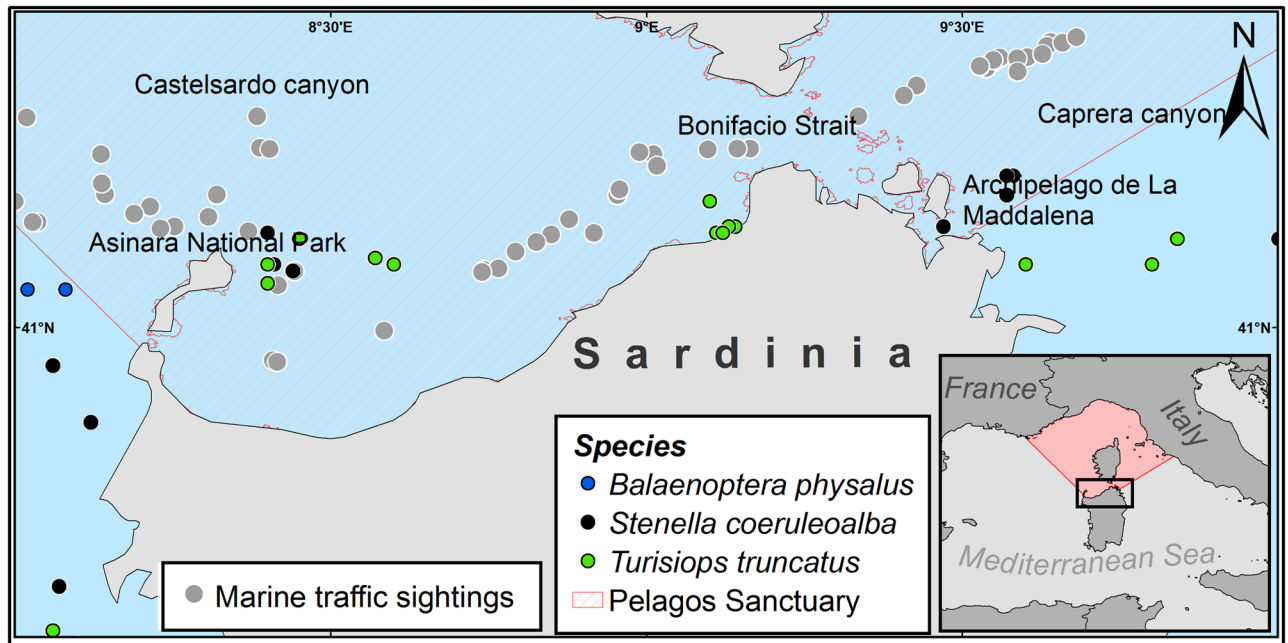 8°30'E
9°E
9°30'E
N
Castelsardo canyon
Bonifacio Strait
Caprera canyon
Archipelago de La
Maddalena
Asinara National Park
41°N
41°N
Sardinia
France
Italy
Mediterranean Sea
Species
Balaenoptera physalus
Stenella coeruleoalba
Turisiops truncatus
Pelagos Sanctuary
Marine traffic sightings